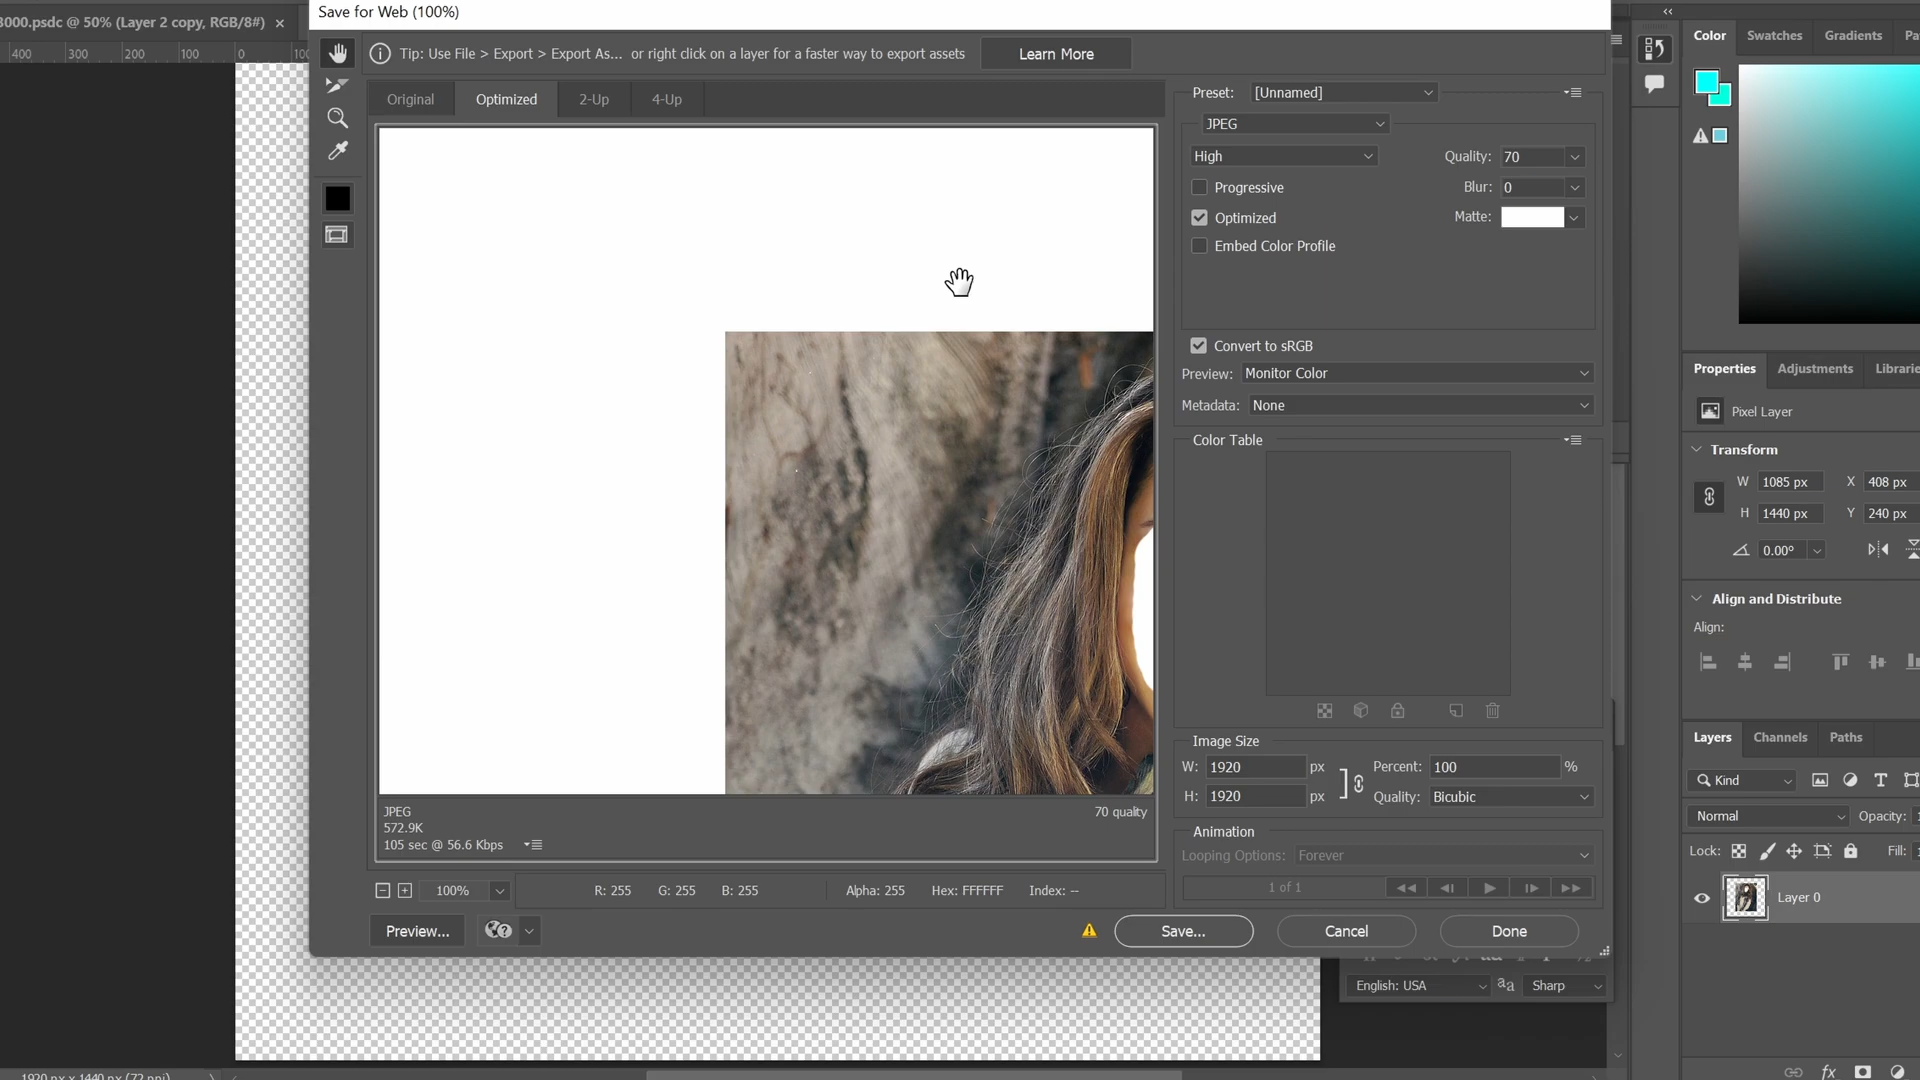 3000.psdc @ 50% (Layer 2 copy, RGB/8#) ×
400 300 200 100 0 100
Save for Web (100%)
Tip: Use File > Export > Export As... or right click on a layer for a faster way to export assets
Learn More
Original Optimized 2-Up 4-Up
JPEG
572.9K
105 sec @ 56.6 Kbps
70 quality
100%
R: 255 G: 255 B: 255 Alpha: 255 Hex: FFFFFF Index: --
Preview...
Save... Cancel Done
Preset: [Unnamed]
JPEG
High Quality: 70
Progressive Blur: 0
Optimized Matte:
Embed Color Profile
Convert to sRGB
Preview: Monitor Color
Metadata: None
Color Table
Image Size
W: 1920 px Percent: 100 %
H: 1920 px Quality: Bicubic
Animation
Looping Options: Forever
1 of 1
English: USA aa Sharp
1920 px x 1440 px (72 ppi)
Color Swatches Gradients
Properties Adjustments
Pixel Layer
Transform
W 1085 px X 408 px
H 1440 px Y 240 px
0.00°
Align and Distribute
Align:
Layers Channels Paths
Kind
Normal Opacity:
Lock: Fill:
Layer 0
fx